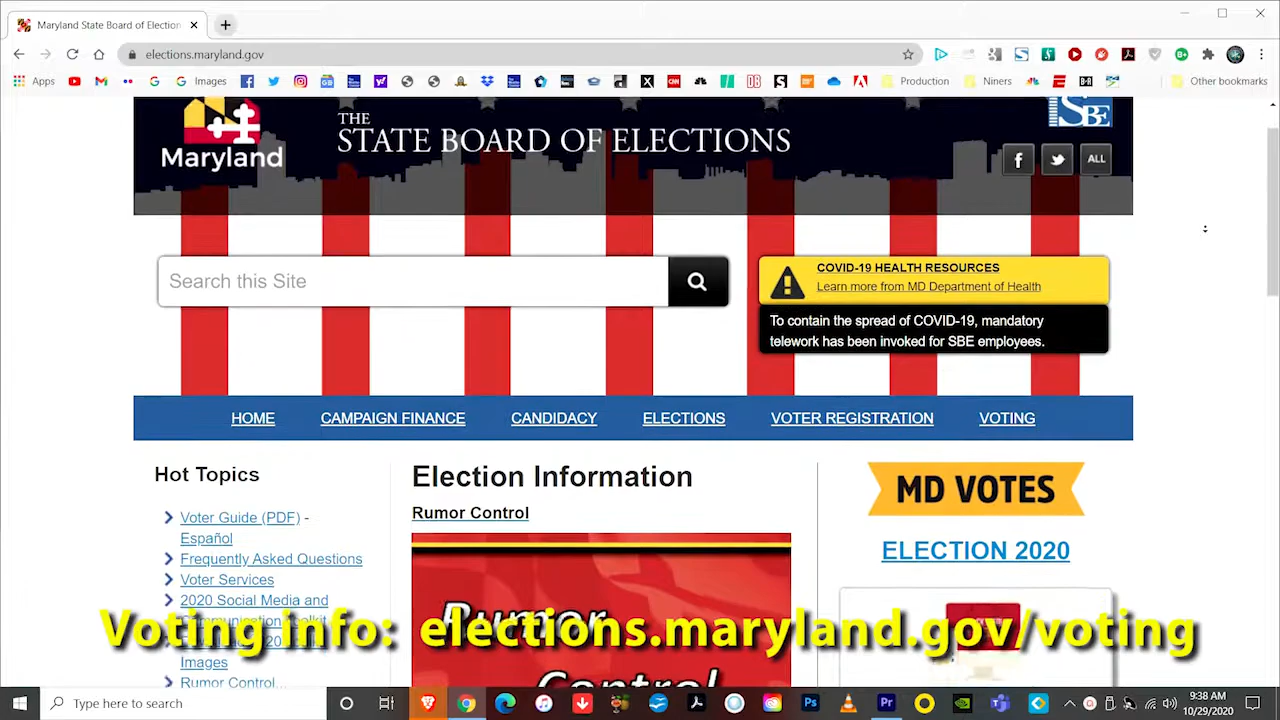 Maryland State Board of Election
elections.maryland.gov
Apps
Images
Production
Niners
Other bookmarks
Maryland
THE
STATE BOARD OF ELECTIONS
SBE
f
ALL
Search this Site
COVID-19 HEALTH RESOURCES
Learn more from MD Department of Health
To contain the spread of COVID-19, mandatory
telework has been invoked for SBE employees.
HOME CAMPAIGN FINANCE CANDIDACY ELECTIONS VOTER REGISTRATION VOTING
Hot Topics
Voter Guide (PDF) -
Español
Frequently Asked Questions
Voter Services
2020 Social Media and
Images
Rumor Control...
Election Information
Rumor Control
Rumor
Control
MD VOTES
ELECTION 2020
Voting info: elections.maryland.gov/voting
Type here to search
9:38 AM
10/29/2020